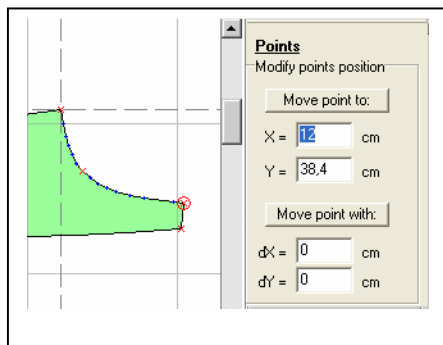 Points
Modify points position
Move point to:
X = 12 cm
Y = 38,4 cm
Move point with:
dX = 0 cm
dY = 0 cm